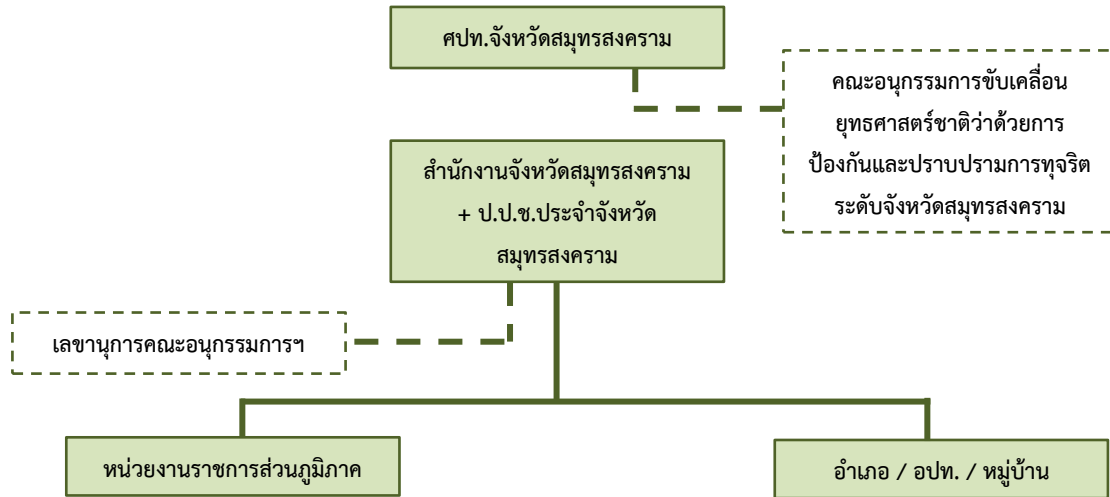 ศปท.จังหวัดสมุทรสงคราม
คณะอนุกรรมการขับเคลื่อน
ยุทธศาสตร์ชาติว่าด้วยการ
ป้องกันและปราบปรามการทุจริต
ระดับจังหวัดสมุทรสงคราม
สำนักงานจังหวัดสมุทรสงคราม
+ ป.ป.ช.ประจำจังหวัด
สมุทรสงคราม
เลขานุการคณะอนุกรรมการฯ
หน่วยงานราชการส่วนภูมิภาค
อำเภอ / อปท. / หมู่บ้าน